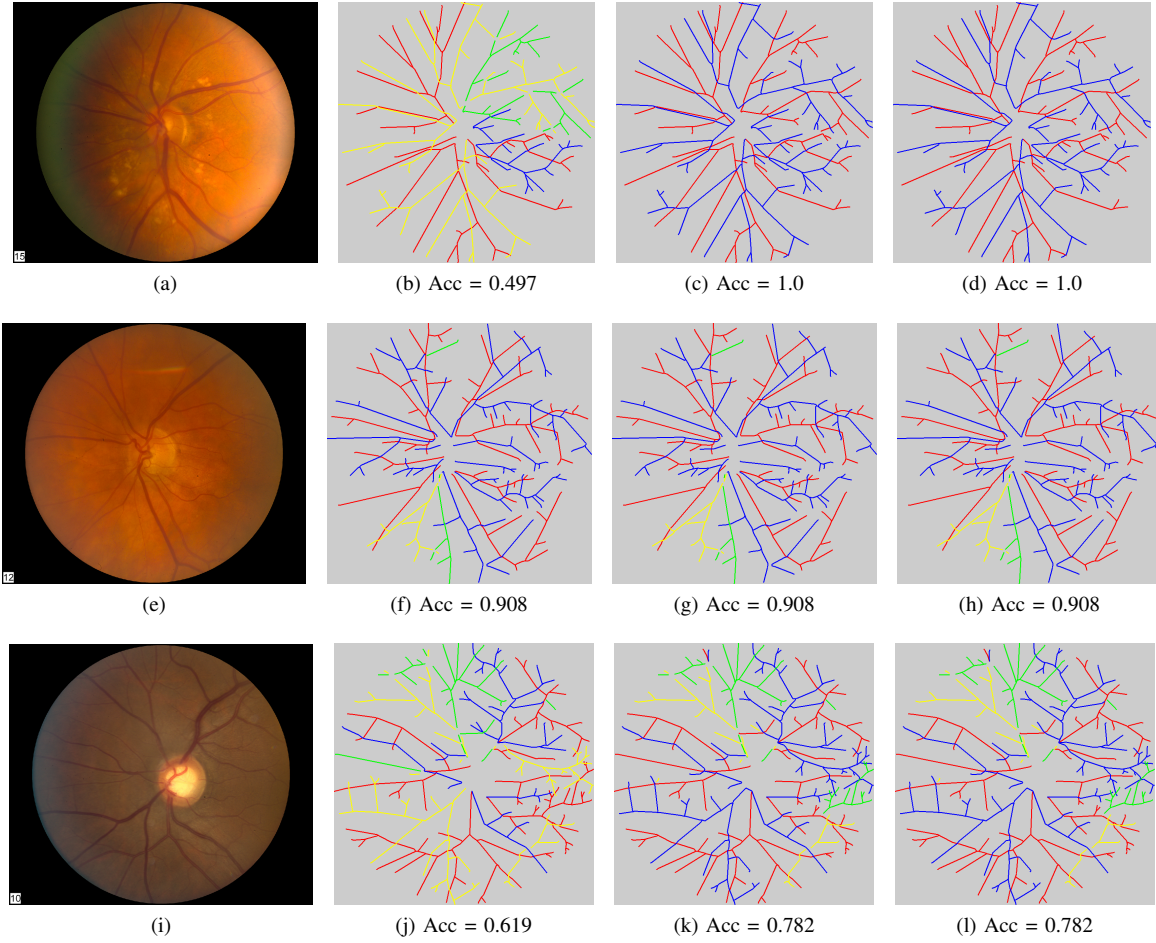 15
(a)
(b) Acc = 0.497
(c) Acc = 1.0
(d) Acc = 1.0
12
(e)
(f) Acc = 0.908
(g) Acc = 0.908
(h) Acc = 0.908
10
(i)
(j) Acc = 0.619
(k) Acc = 0.782
(l) Acc = 0.782